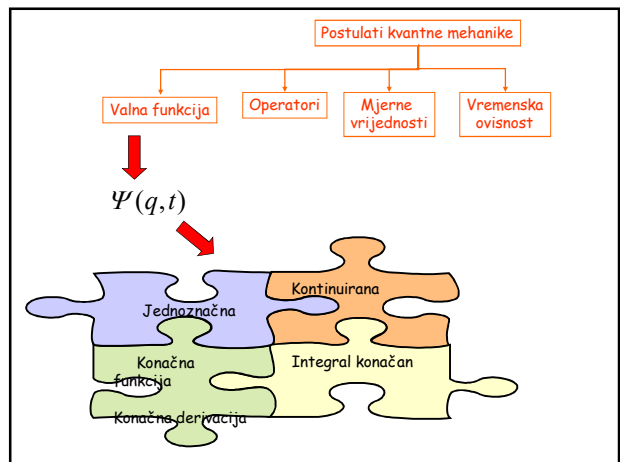 Postulati kvantne mehanike
Valna funkcija
Operatori
Mjerne
vrijednosti
Vremenska
ovisnost
Ψ(q,t)
Kontinuirana
Jednoznačna
Konačna
funkcija
Integral konačan
Konačna derivacija